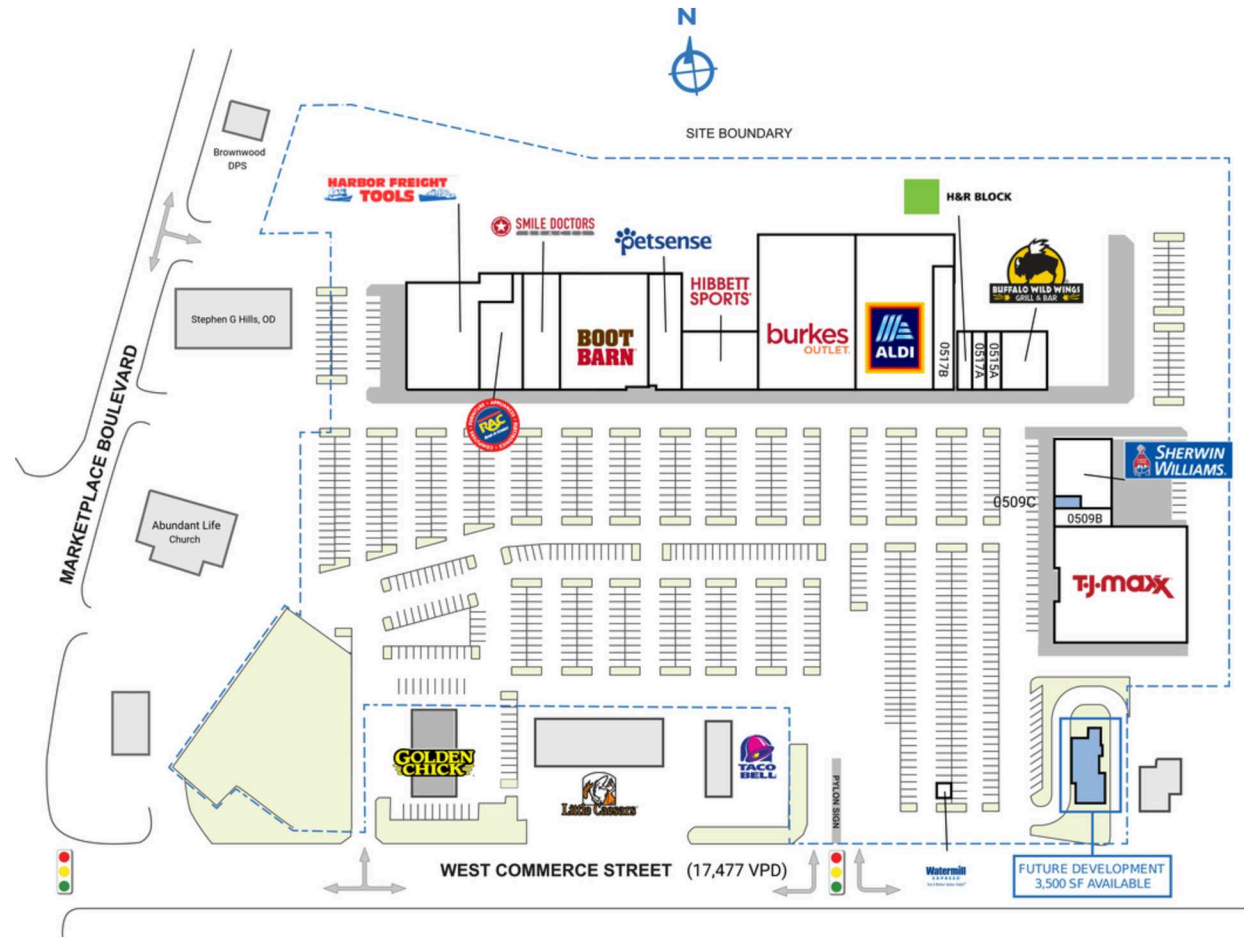 N
SITE BOUNDARY
Brownwood
DPS
HARBOR FREIGHT
TOOLS
SMILE DOCTORS
BRACES
petsense
H&R BLOCK
HIBBETT
SPORTS
BUFFALO WILD WINGS
GRILL & BAR
Stephen G Hills, OD
BOOT
BARN
burkes
OUTLET
ALDI
0517B
0517A
0515A
MARKETPLACE BOULEVARD
RAC
SHERWIN
WILLIAMS.
0509C
0509B
Abundant Life
Church
T.J.maxx
GOLDEN
CHICK
Little Caesars
TACO
BELL
PYLON SIGN
WEST COMMERCE STREET (17,477 VPD)
Watermill
EXPRESS
FUTURE DEVELOPMENT
3,500 SF AVAILABLE